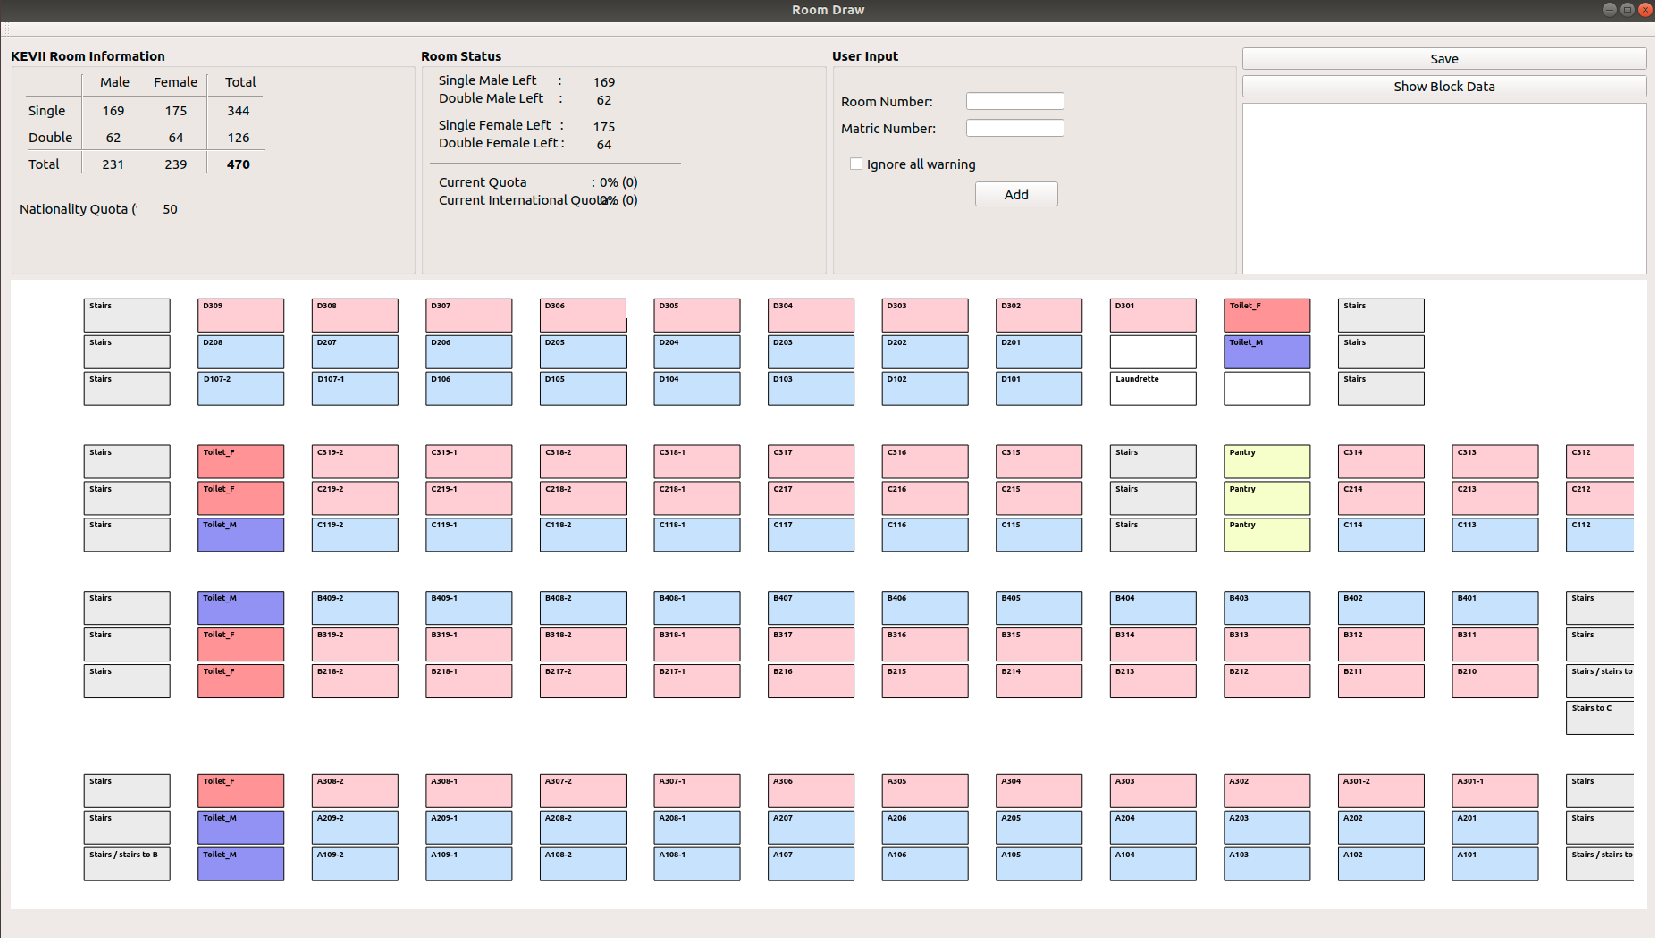 Room Draw
KEVII Room Information
Male Female Total
Single 169 175 344
Double 62 64 126
Total 231 239 470
Nationality Quota ( 50
Room Status
Single Male Left : 169
Double Male Left : 62
Single Female Left : 175
Double Female Left : 64
Current Quota : 0% (0)
Current International Quota 0% (0)
User Input
Room Number:
Matric Number:
Ignore all warning
Add
Save
Show Block Data
Stairs D309 D308 D307 D306 D305 D304 D303 D302 D301 Toilet_F Stairs
Stairs D208 D207 D206 D205 D204 D203 D202 D201 Toilet_M Stairs
Stairs D107-2 D107-1 D106 D105 D104 D103 D102 D101 Laundrette Stairs
Stairs Toilet_F C319-2 C319-1 C318-2 C318-1 C317 C316 C315 Stairs Pantry C314 C313 C312
Stairs Toilet_F C219-2 C219-1 C218-2 C218-1 C217 C216 C215 Stairs Pantry C214 C213 C212
Stairs Toilet_M C119-2 C119-1 C118-2 C118-1 C117 C116 C115 Stairs Pantry C114 C113 C112
Stairs Toilet_M B409-2 B409-1 B408-2 B408-1 B407 B406 B405 B404 B403 B402 B401 Stairs
Stairs Toilet_F B319-2 B319-1 B318-2 B318-1 B317 B316 B315 B314 B313 B312 B311 Stairs
Stairs Toilet_F B218-2 B218-1 B217-2 B217-1 B216 B215 B214 B213 B212 B211 B210 Stairs / stairs to
Stairs to C
Stairs Toilet_F A308-2 A308-1 A307-2 A307-1 A306 A305 A304 A303 A302 A301-2 A301-1 Stairs
Stairs Toilet_M A209-2 A209-1 A208-2 A208-1 A207 A206 A205 A204 A203 A202 A201 Stairs
Stairs / stairs to B Toilet_M A109-2 A109-1 A108-2 A108-1 A107 A106 A105 A104 A103 A102 A101 Stairs / stairs to